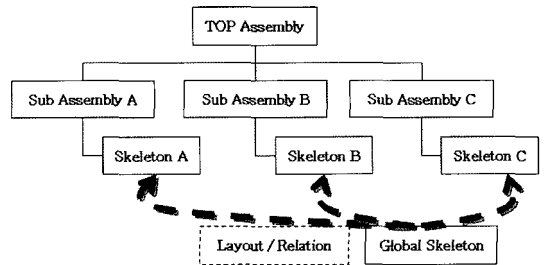 TOP Assembly
Sub Assembly A
Sub Assembly B
Sub Assembly C
Skeleton A
Skeleton B
Skeleton C
Layout / Relation
Global Skeleton